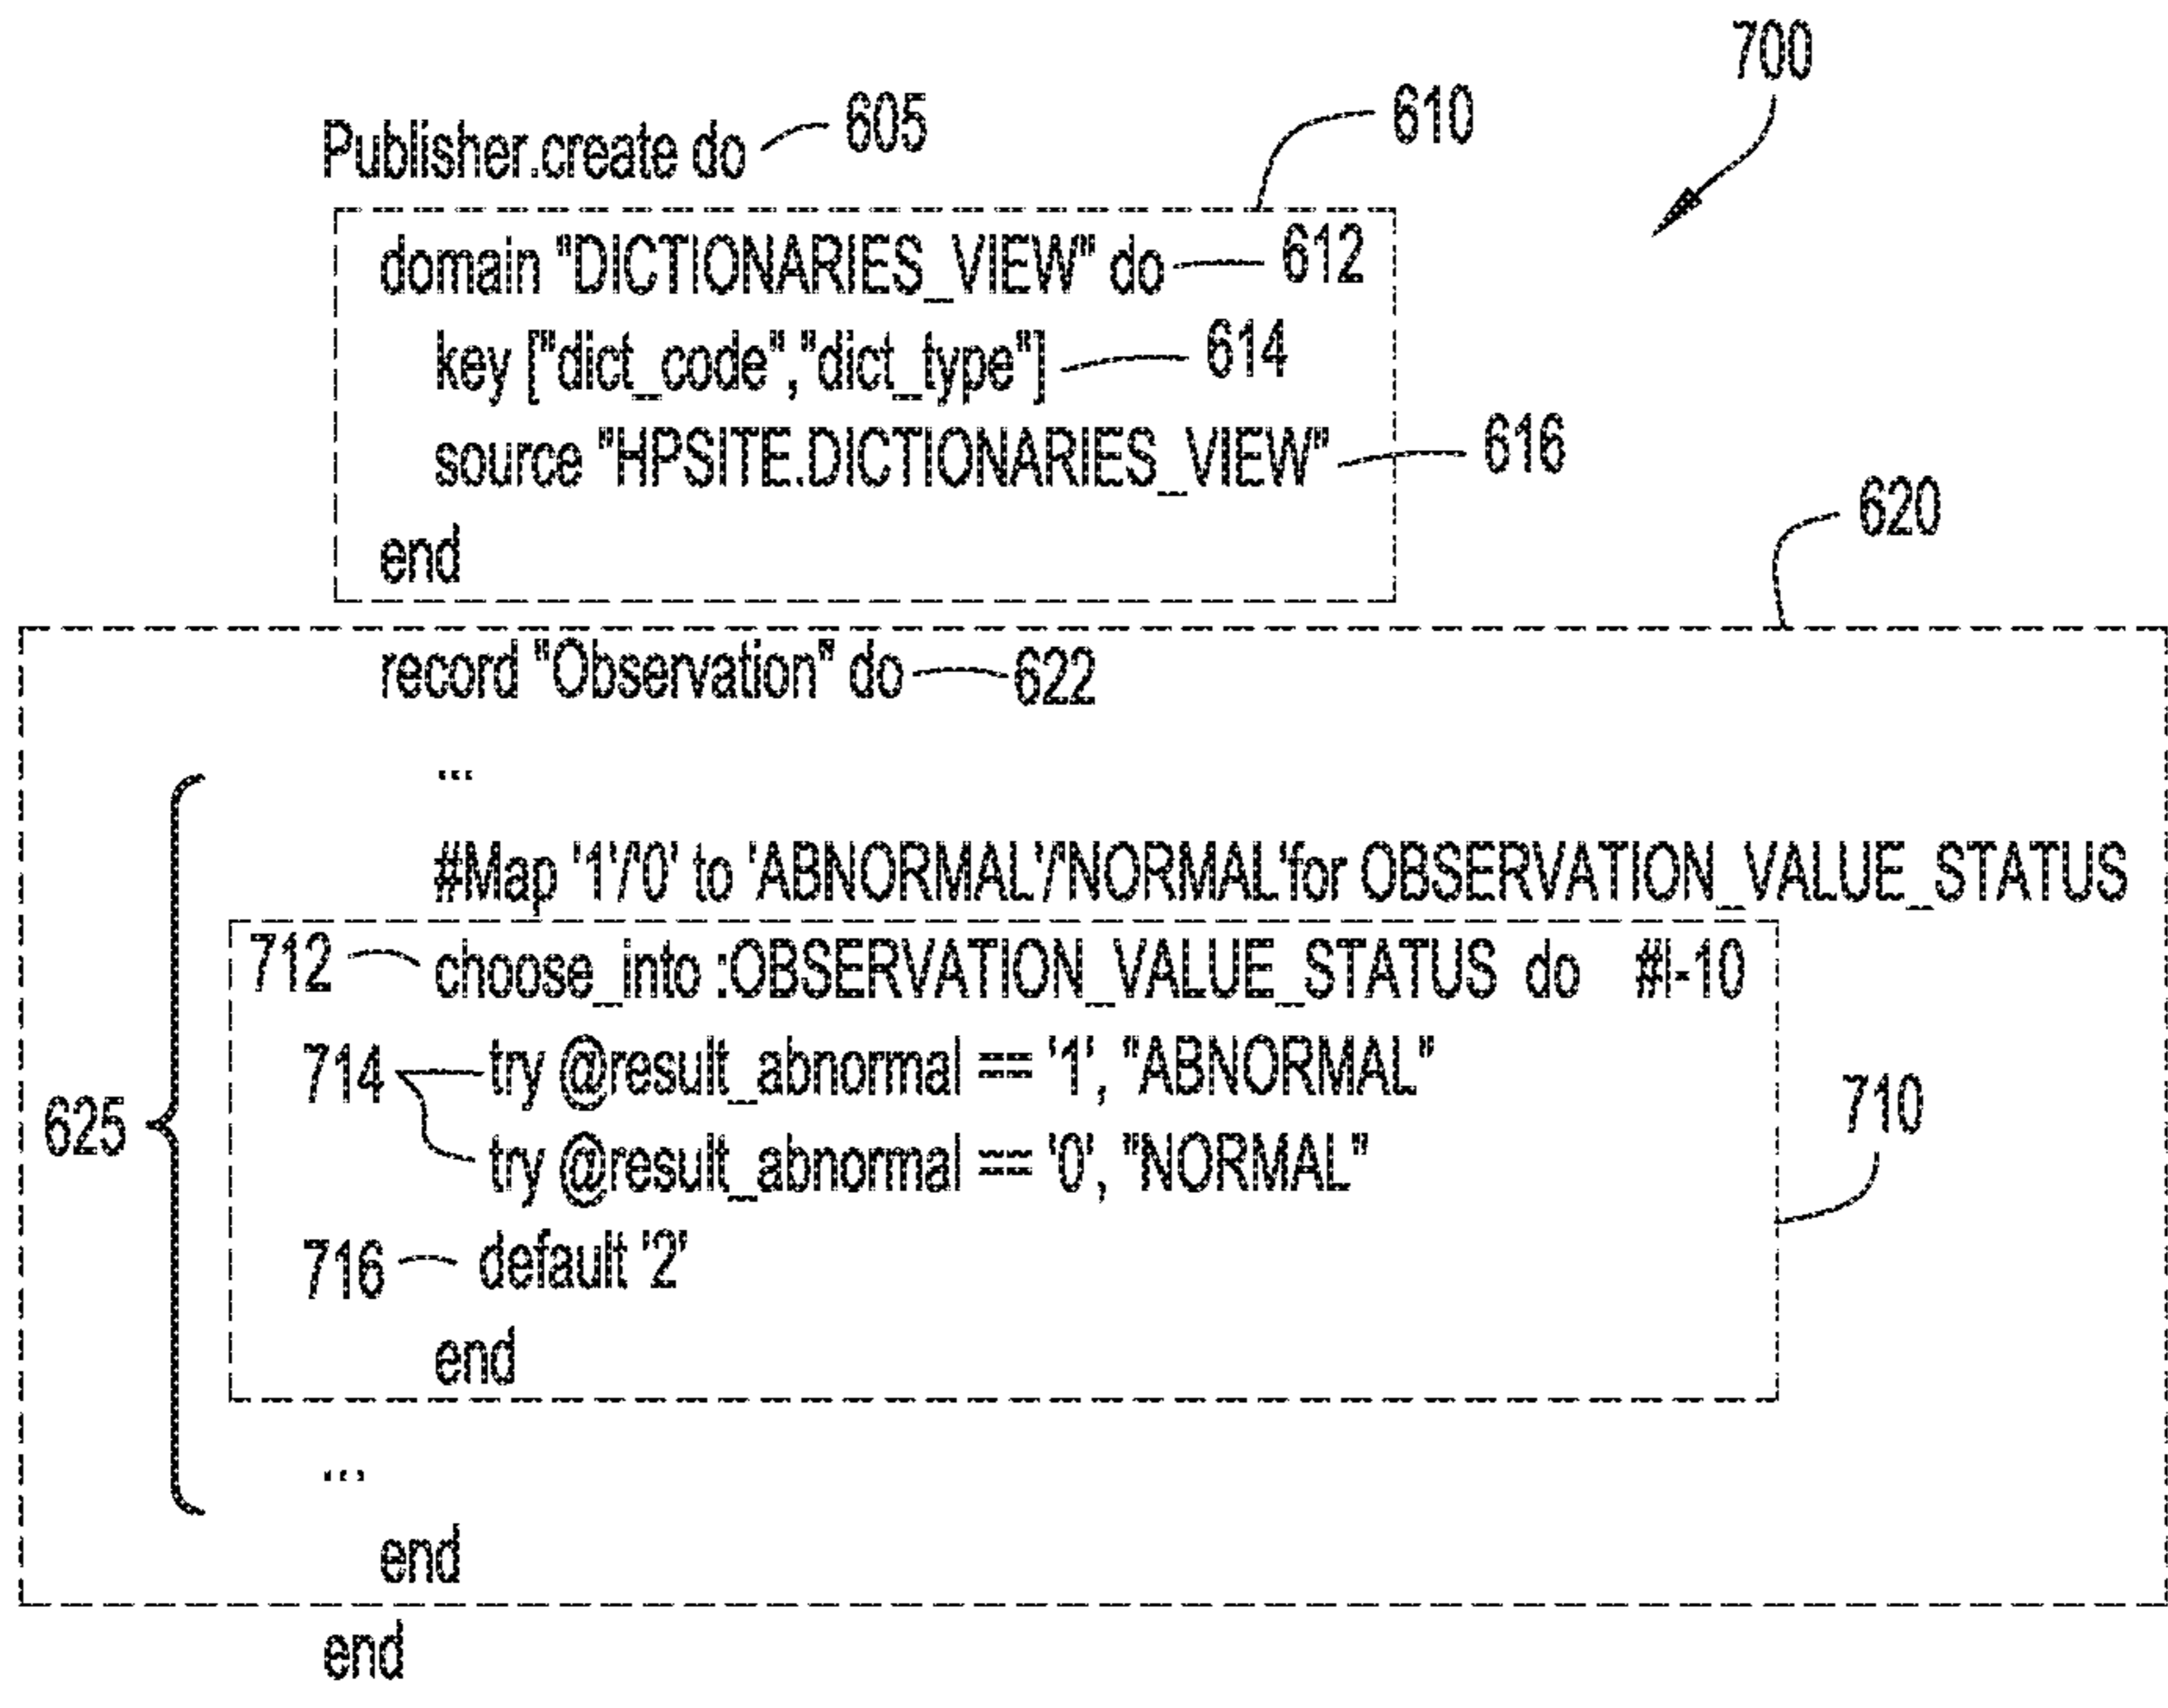 700
Publisher.create do 605 610
domain "DICTIONARIES_VIEW" do 612
key ["dict_code","dict_type"] 614
source "HPSITE.DICTIONARIES_VIEW" 616
end
620
record "Observation" do 622
...
#Map '1'/'0' to 'ABNORMAL'/'NORMAL'for OBSERVATION_VALUE_STATUS
712 choose_into :OBSERVATION_VALUE_STATUS do #I-10
714 try @result_abnormal == '1', "ABNORMAL"
625 710
try @result_abnormal == '0', "NORMAL"
716 default '2'
end
...
end
end